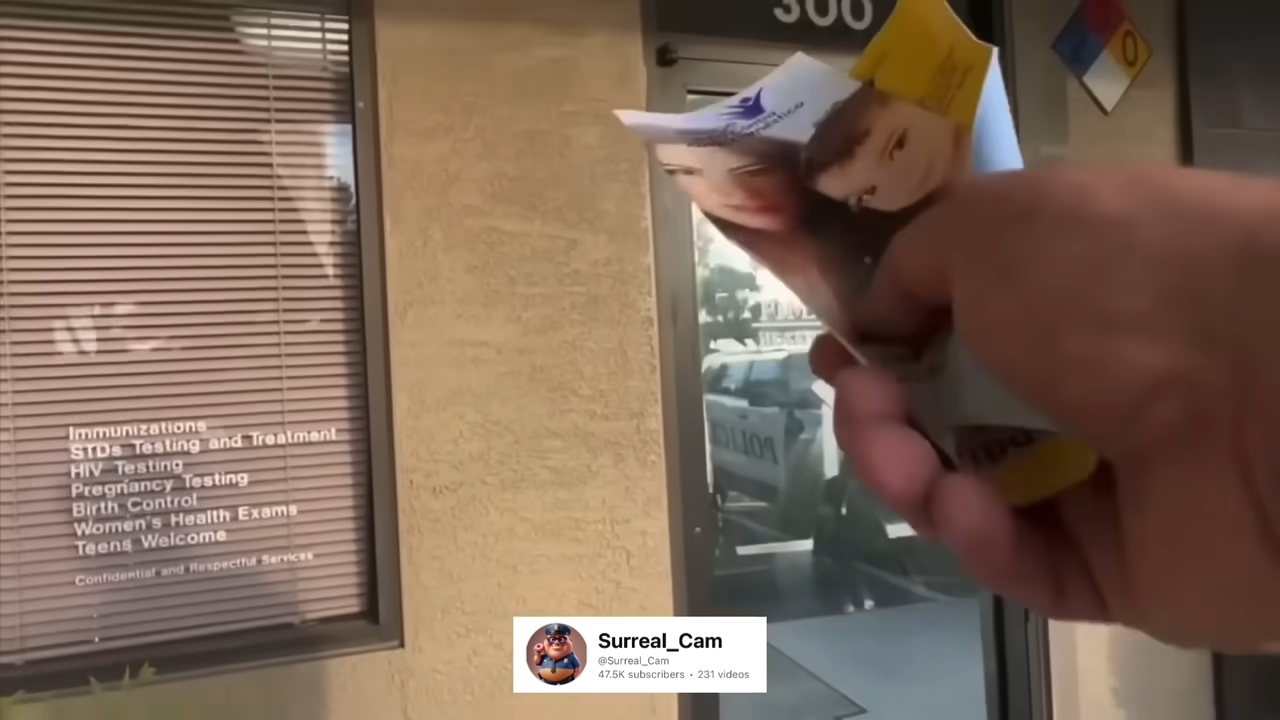 300
0
Immunizations
STDs Testing and Treatment
HIV Testing
Pregnancy Testing
Birth Control
Women's Health Exams
Teens Welcome
Confidential and Respectful Services
POLICE
Surreal_Cam
@Surreal_Cam
47.5K subscribers • 231 videos